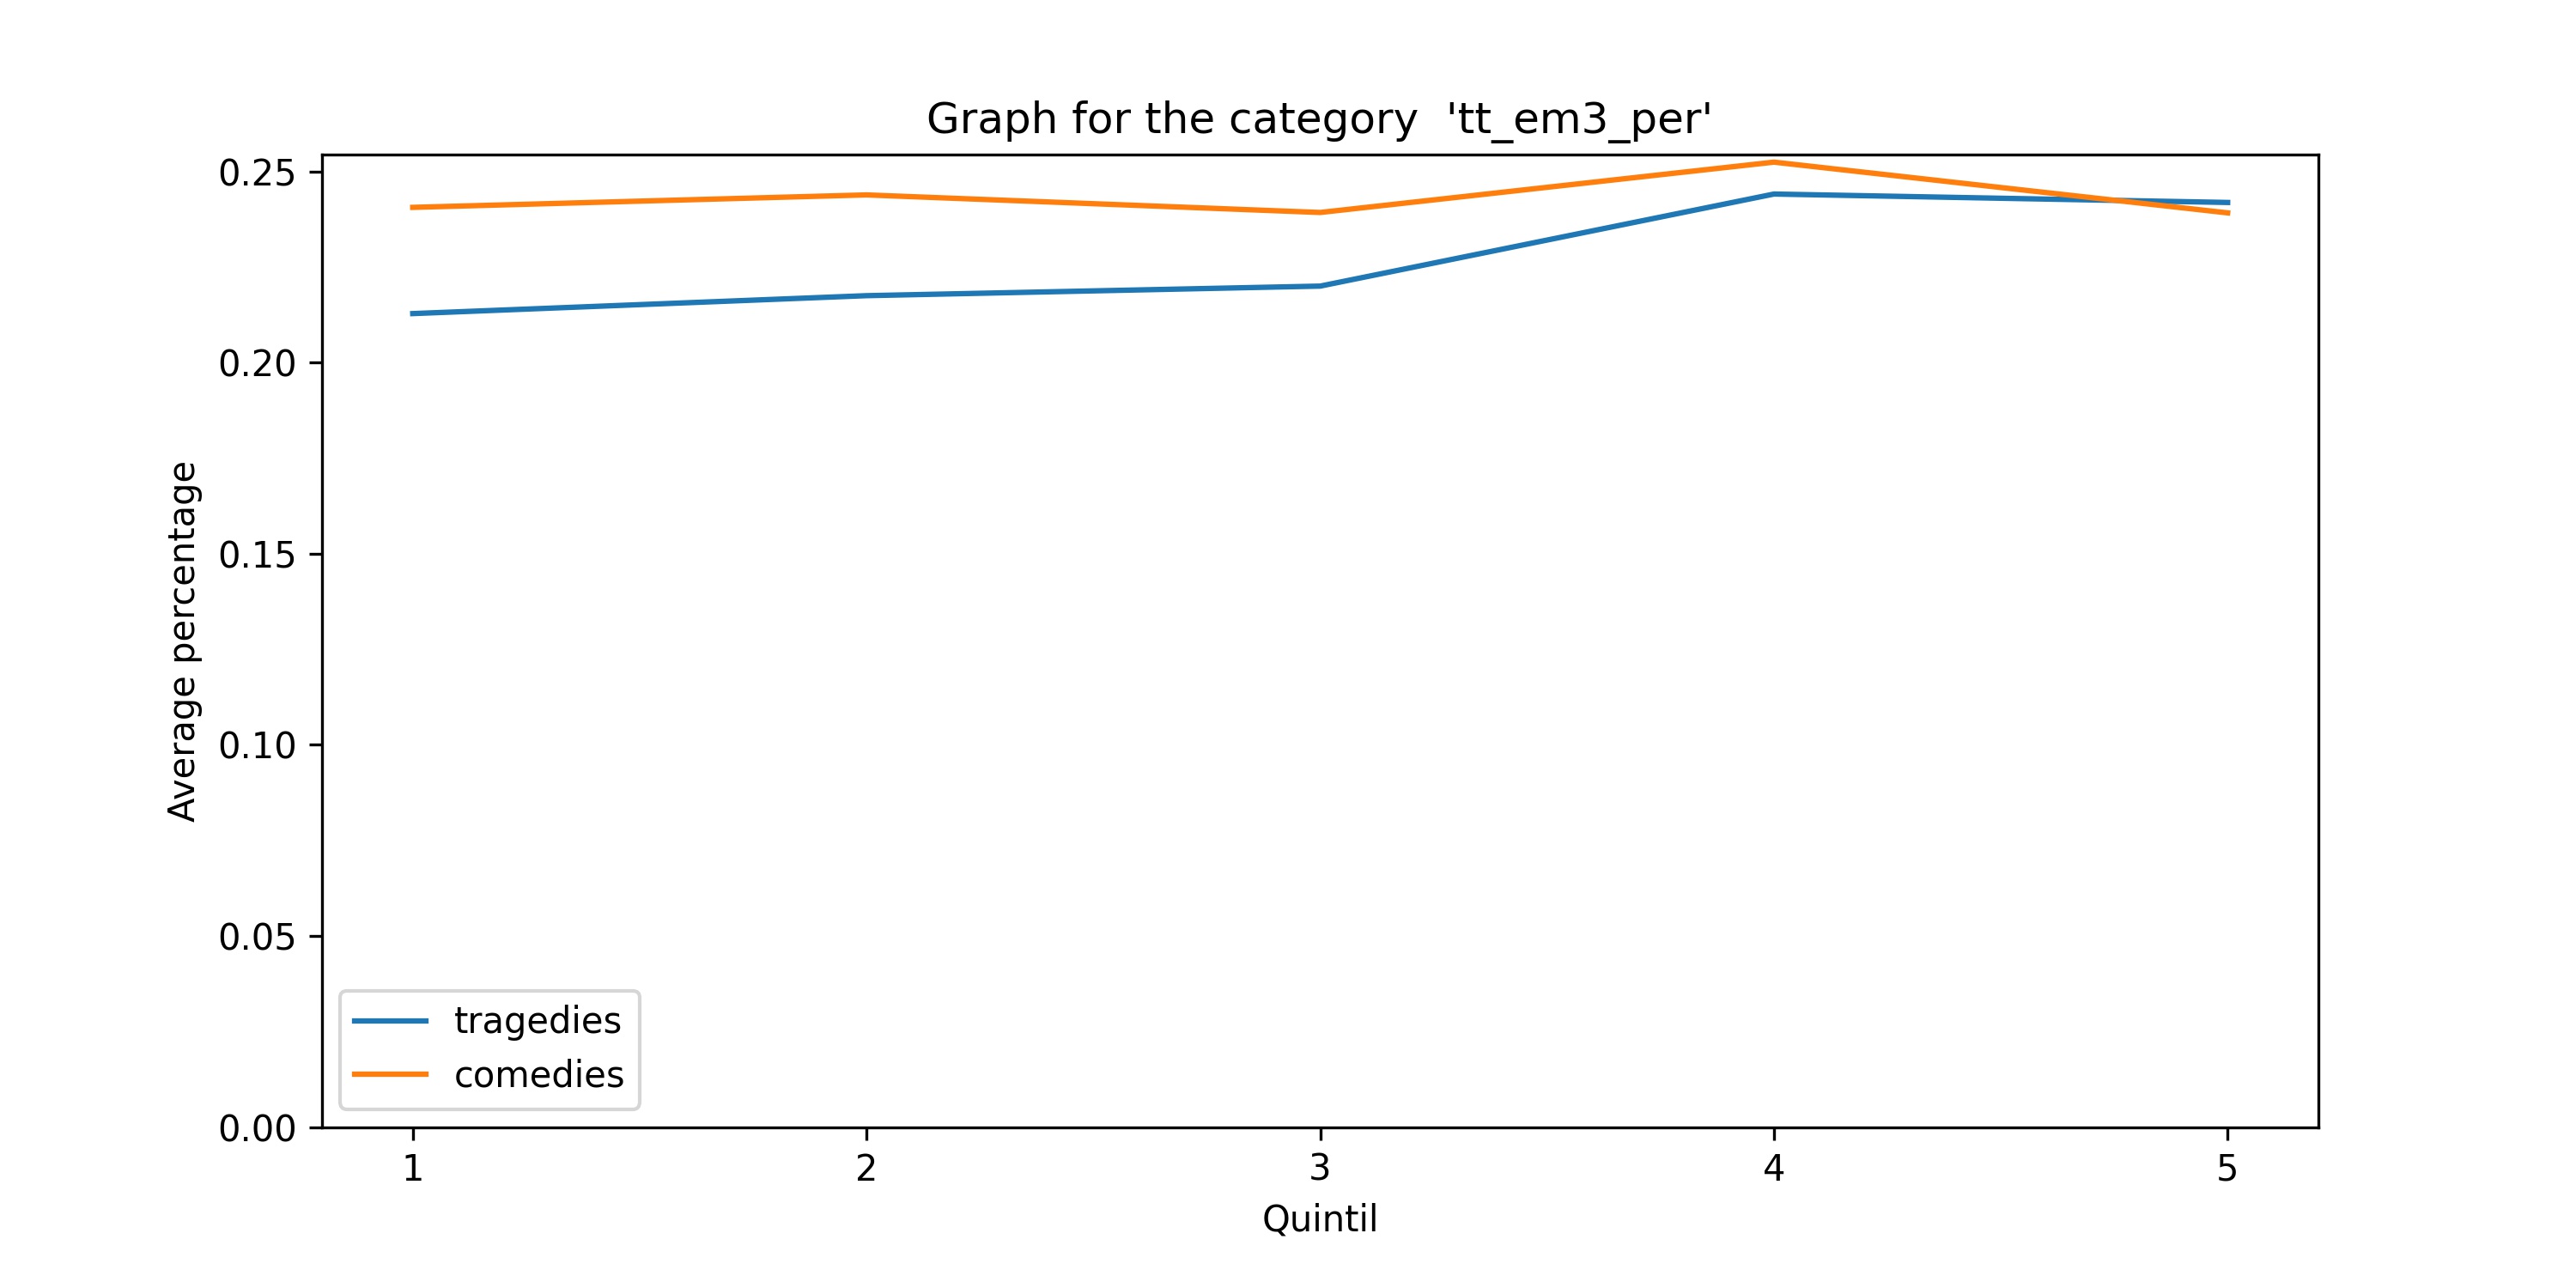 Graph for the category  'tt_em3_per'
0.25
0.20
0.15
0.10
0.05
0.00
Average percentage
tragedies
comedies
1 2 3 4 5
Quintil